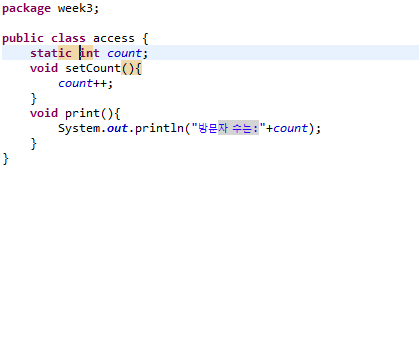 package week3;
public class access {
static int count;
void setCount(){
count++;
}
void print(){
System.out.println("방문자 수는:"+count);
}
}